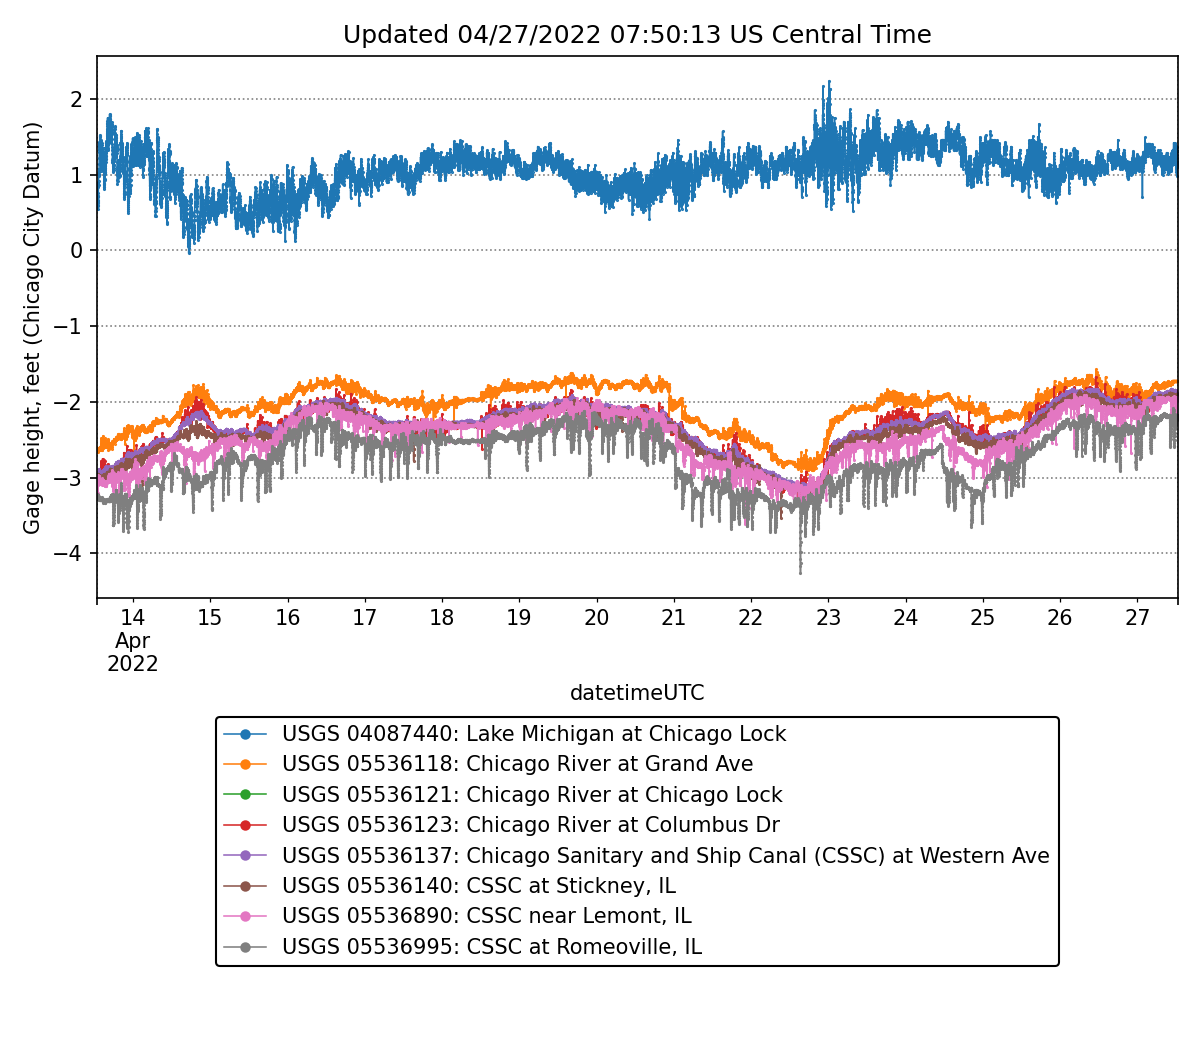 Updated 04/27/2022 07:50:13 US Central Time
Gage height, feet (Chicago City Datum)
2
1
0
−1
−2
−3
−4
14 15 16 17 18 19 20 21 22 23 24 25 26 27
Apr
2022
datetimeUTC
USGS 04087440: Lake Michigan at Chicago Lock
USGS 05536118: Chicago River at Grand Ave
USGS 05536121: Chicago River at Chicago Lock
USGS 05536123: Chicago River at Columbus Dr
USGS 05536137: Chicago Sanitary and Ship Canal (CSSC) at Western Ave
USGS 05536140: CSSC at Stickney, IL
USGS 05536890: CSSC near Lemont, IL
USGS 05536995: CSSC at Romeoville, IL